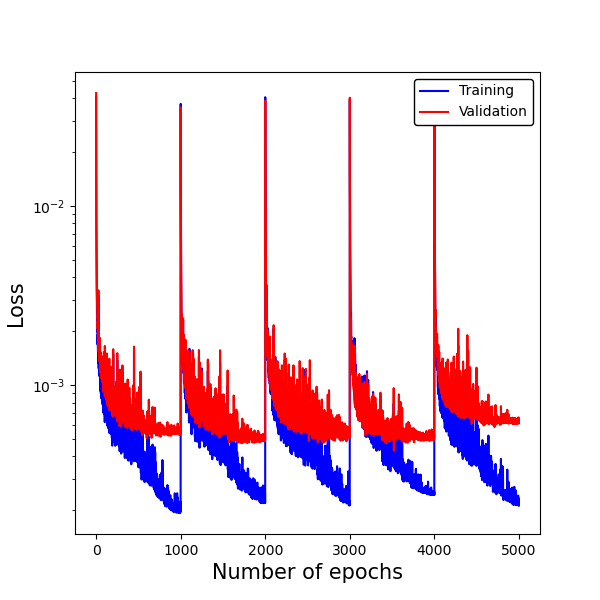 Training
Validation
10⁻²
10⁻³
Loss
0 1000 2000 3000 4000 5000
Number of epochs